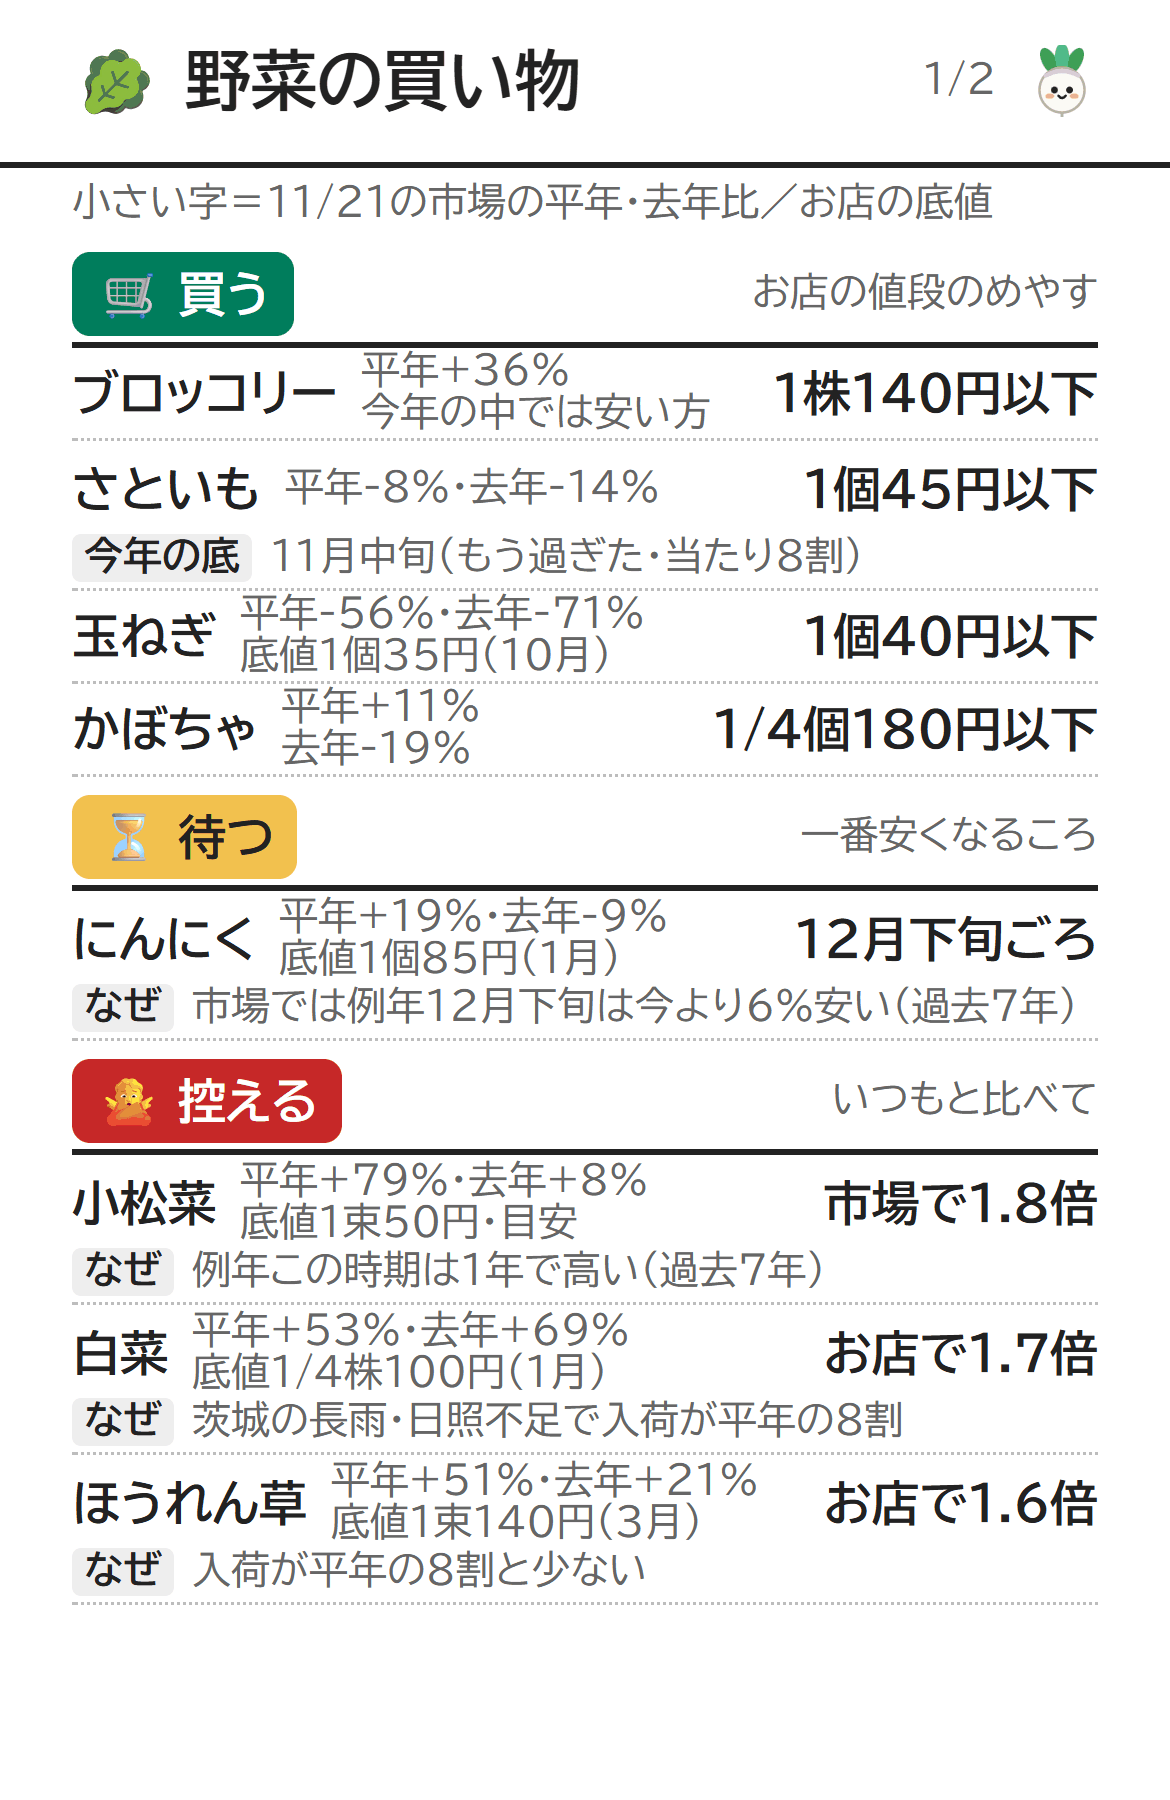 野菜の買い物
1/2
小さい字＝11/21の市場の平年・去年比／お店の底値
買う
お店の値段のめやす
ブロッコリー
平年+36%
今年の中では安い方
1株140円以下
さといも
平年-8%・去年-14%
1個45円以下
今年の底
11月中旬（もう過ぎた・当たり8割）
玉ねぎ
平年-56%・去年-71%
底値1個35円（10月）
1個40円以下
かぼちゃ
平年+11%
去年-19%
1/4個180円以下
待つ
一番安くなるころ
にんにく
平年+19%・去年-9%
底値1個85円（1月）
12月下旬ごろ
なぜ
市場では例年12月下旬は今より6%安い（過去7年）
控える
いつもと比べて
小松菜
平年+79%・去年+8%
底値1束50円・目安
市場で1.8倍
なぜ
例年この時期は1年で高い（過去7年）
白菜
平年+53%・去年+69%
底値1/4株100円（1月）
お店で1.7倍
なぜ
茨城の長雨・日照不足で入荷が平年の8割
ほうれん草
平年+51%・去年+21%
底値1束140円（3月）
お店で1.6倍
なぜ
入荷が平年の8割と少ない